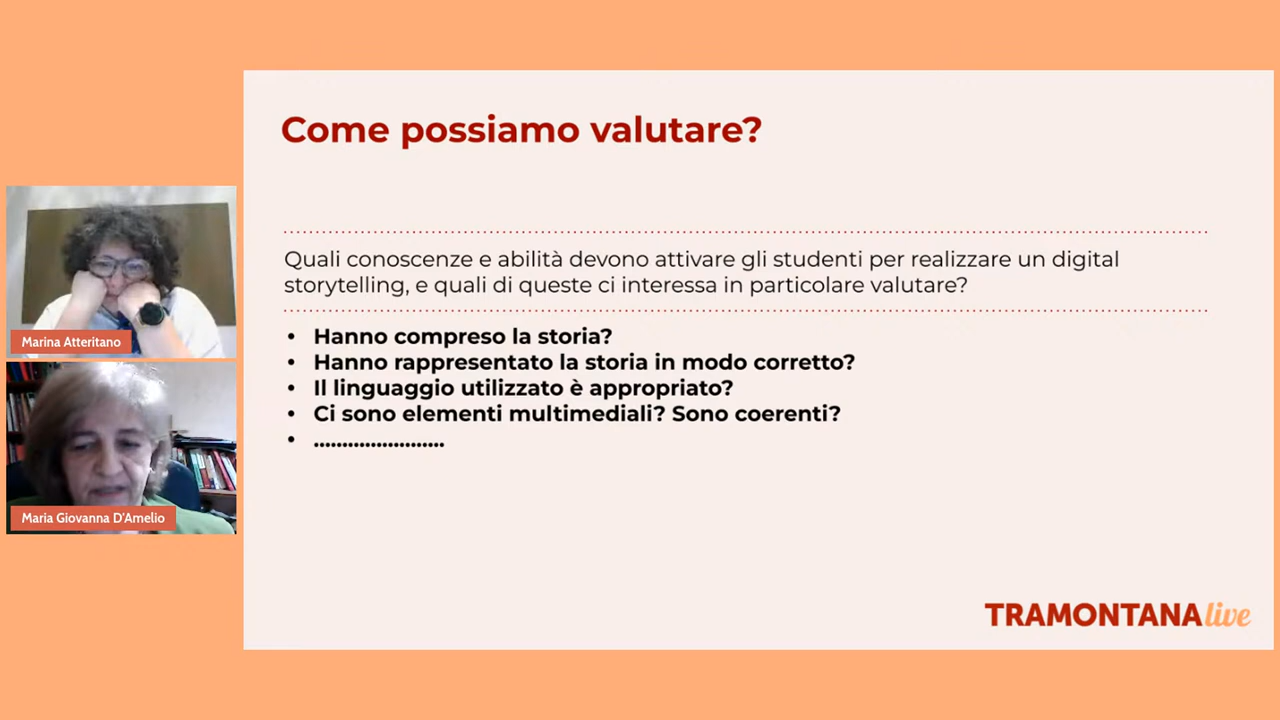 Come possiamo valutare?
Quali conoscenze e abilità devono attivare gli studenti per realizzare un digital
storytelling, e quali di queste ci interessa in particolare valutare?
• Hanno compreso la storia?
• Hanno rappresentato la storia in modo corretto?
• Il linguaggio utilizzato è appropriato?
• Ci sono elementi multimediali? Sono coerenti?
• .......................
Marina Atteritano
Maria Giovanna D'Amelio
TRAMONTANA live